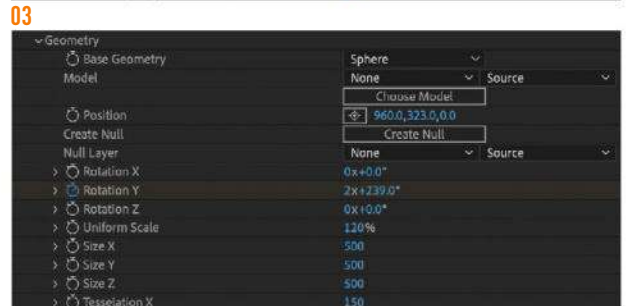 03
Geometry
Base Geometry Sphere
Model None Source
Choose Model
Position 960.0,323.0,0.0
Create Null Create Null
Null Layer None Source
Rotation X 0x+0.0°
Rotation Y 2x+239.0°
Rotation Z 0x+0.0°
Uniform Scale 120%
Size X 500
Size Y 500
Size Z 500
Tesselation X 150